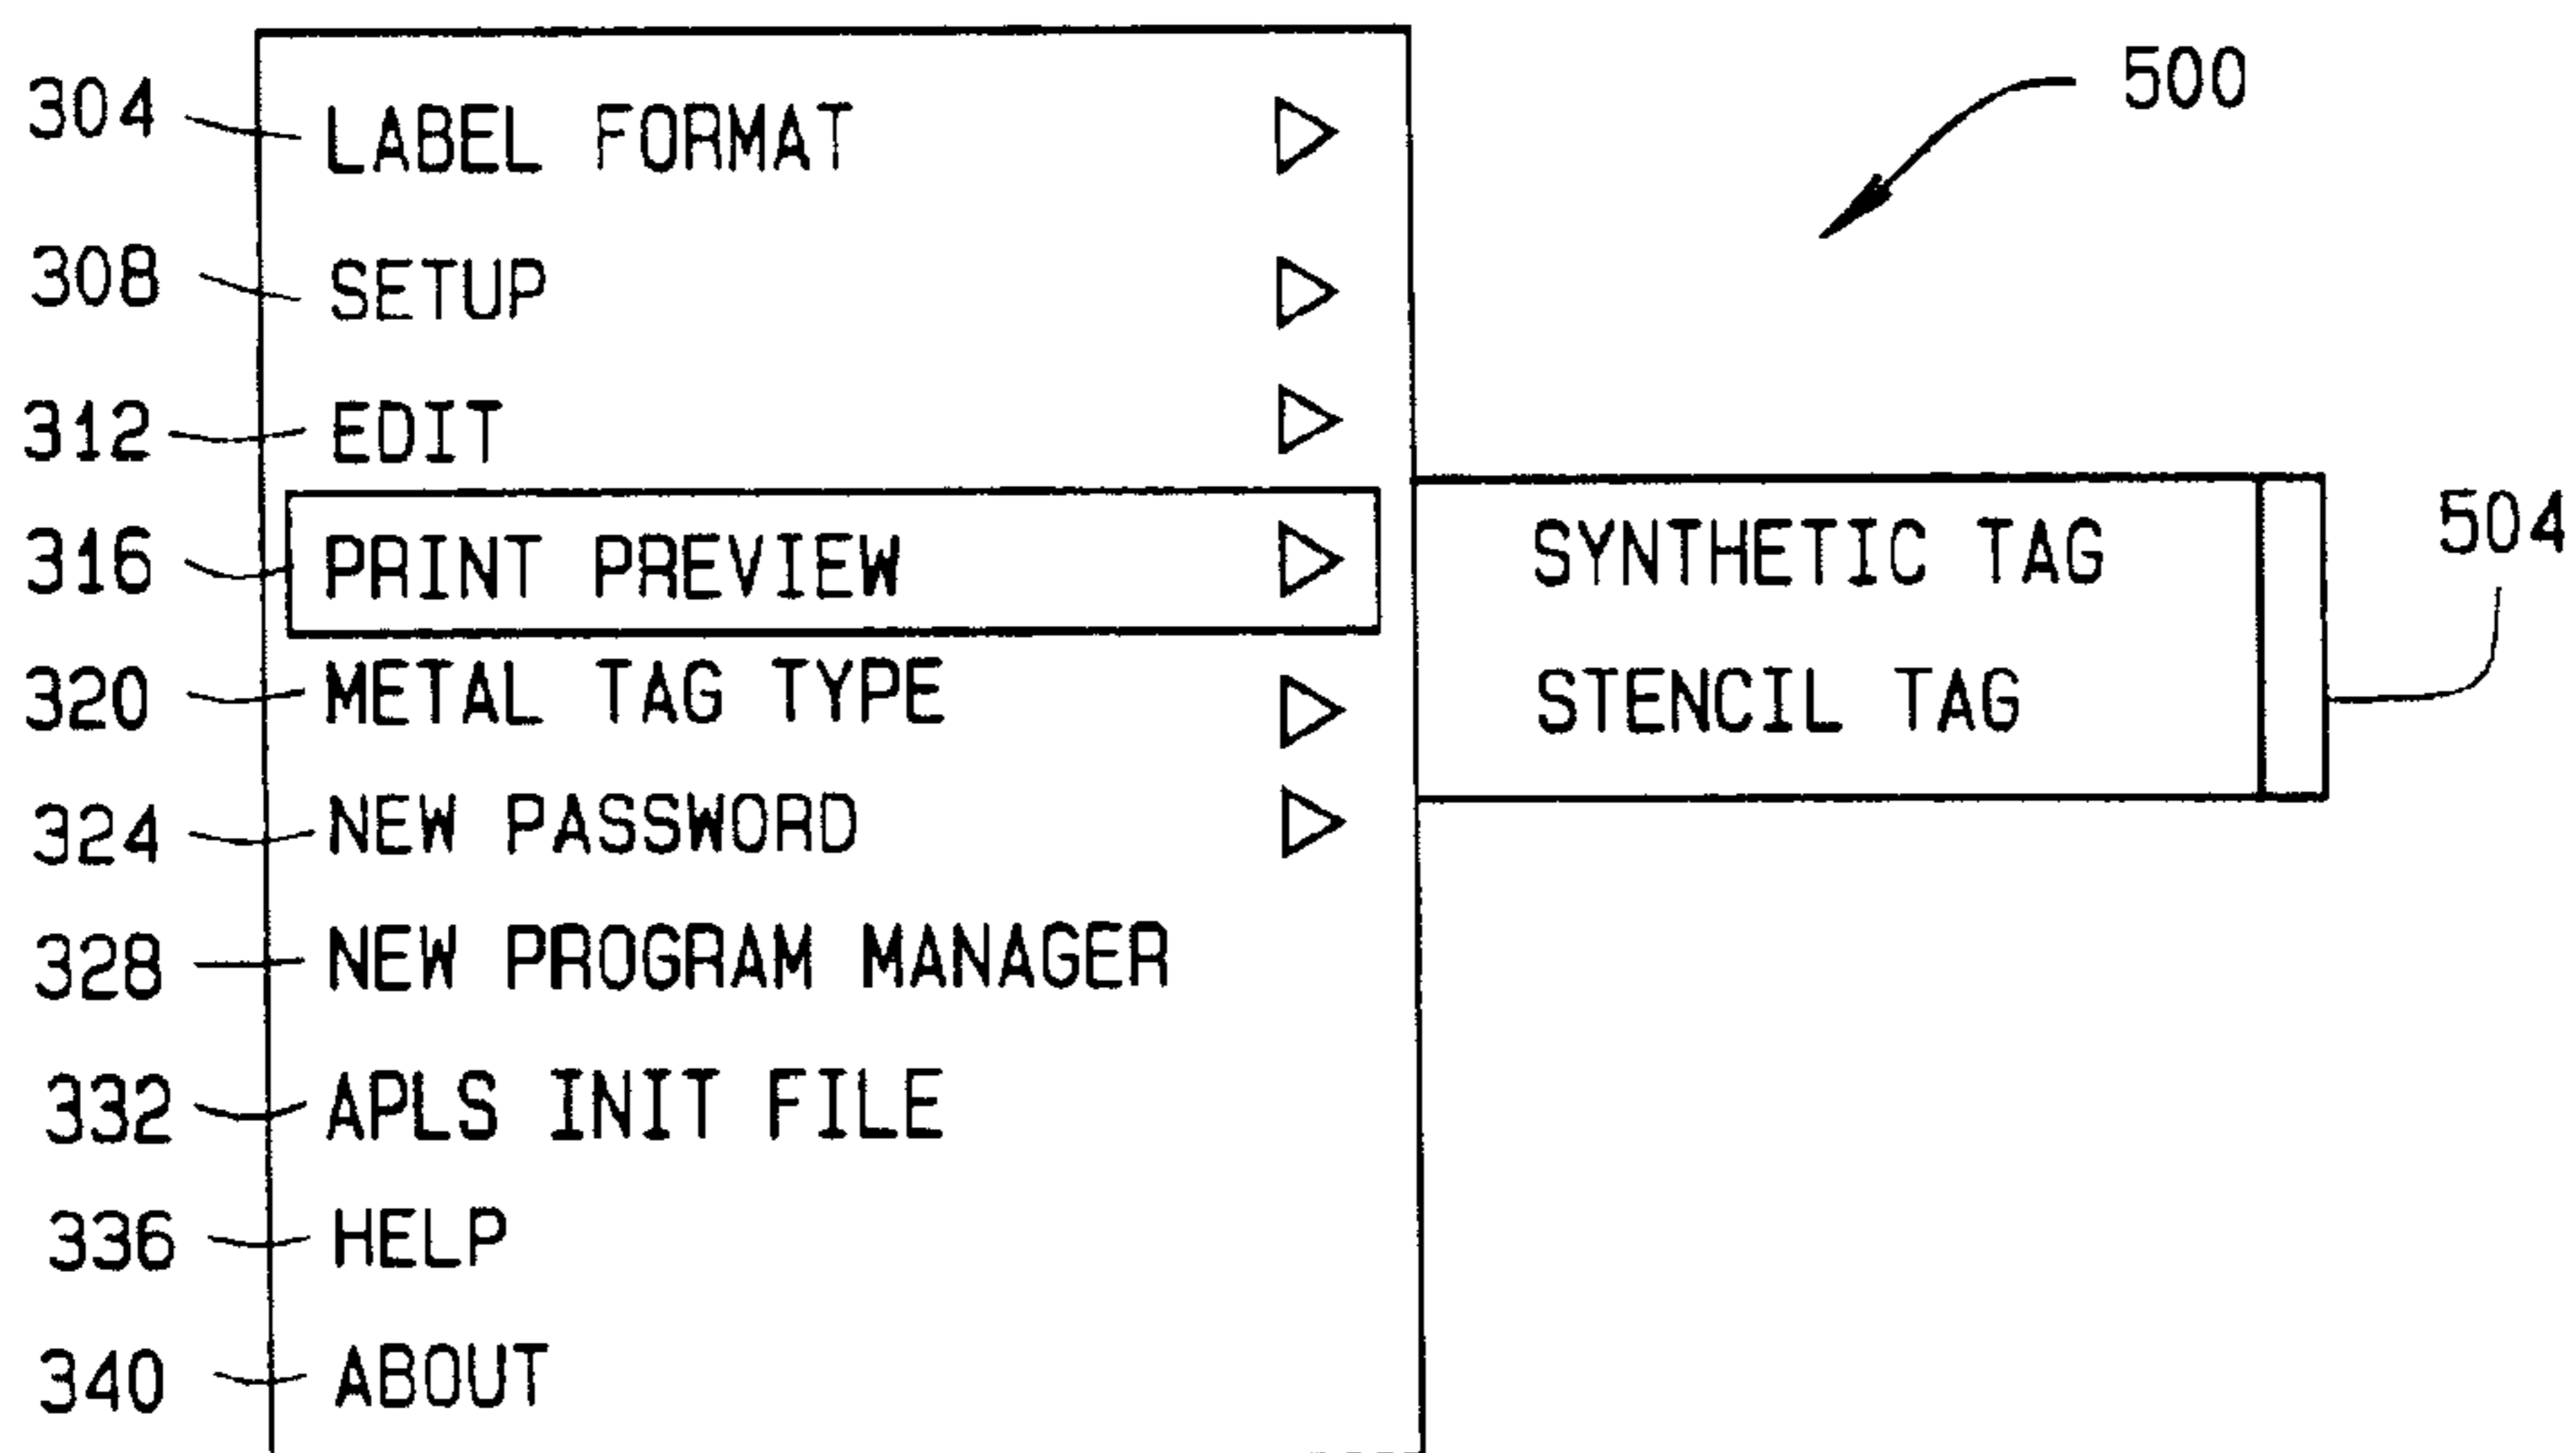 500
304 LABEL FORMAT
308 SETUP
312 EDIT
316 PRINT PREVIEW
SYNTHETIC TAG
504
320 METAL TAG TYPE
STENCIL TAG
324 NEW PASSWORD
328 NEW PROGRAM MANAGER
332 APLS INIT FILE
336 HELP
340 ABOUT